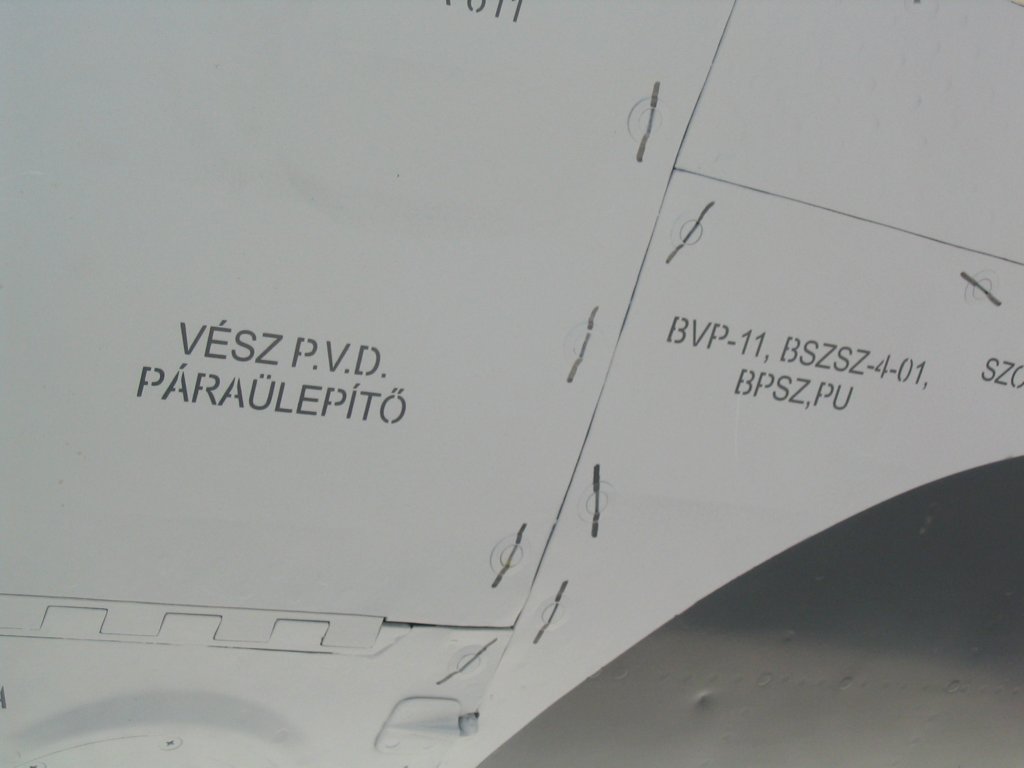 VÉSZ P.V.D.
PÁRAÜLEPÍTŐ
BVP-11, BSZSZ-4-01,
BPSZ,PU